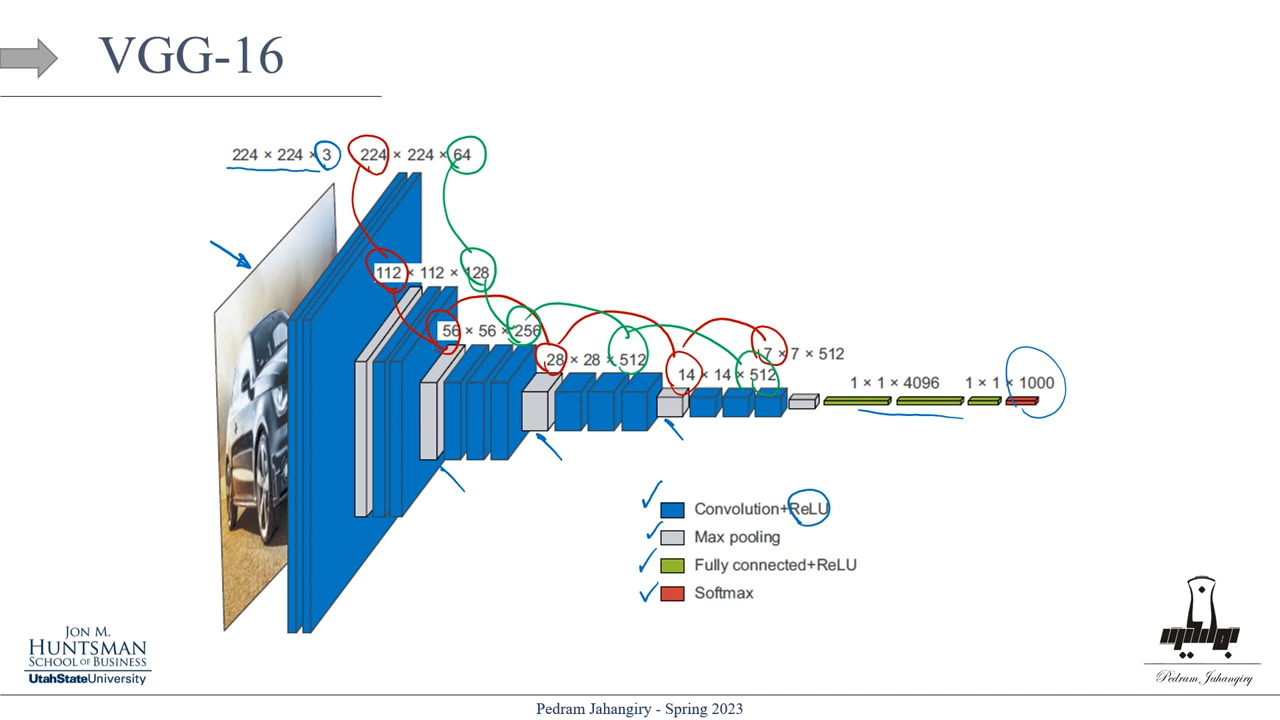 VGG-16
224 × 224 × 3
224 × 224 × 64
112 × 112 × 128
56 × 56 × 256
28 × 28 × 512
14 × 14 × 512
7 × 7 × 512
1 × 1 × 4096
1 × 1 × 1000
Convolution+ReLU
Max pooling
Fully connected+ReLU
Softmax
JON M.
HUNTSMAN
SCHOOL OF BUSINESS
UtahStateUniversity
Pedram Jahangiry
Pedram Jahangiry - Spring 2023